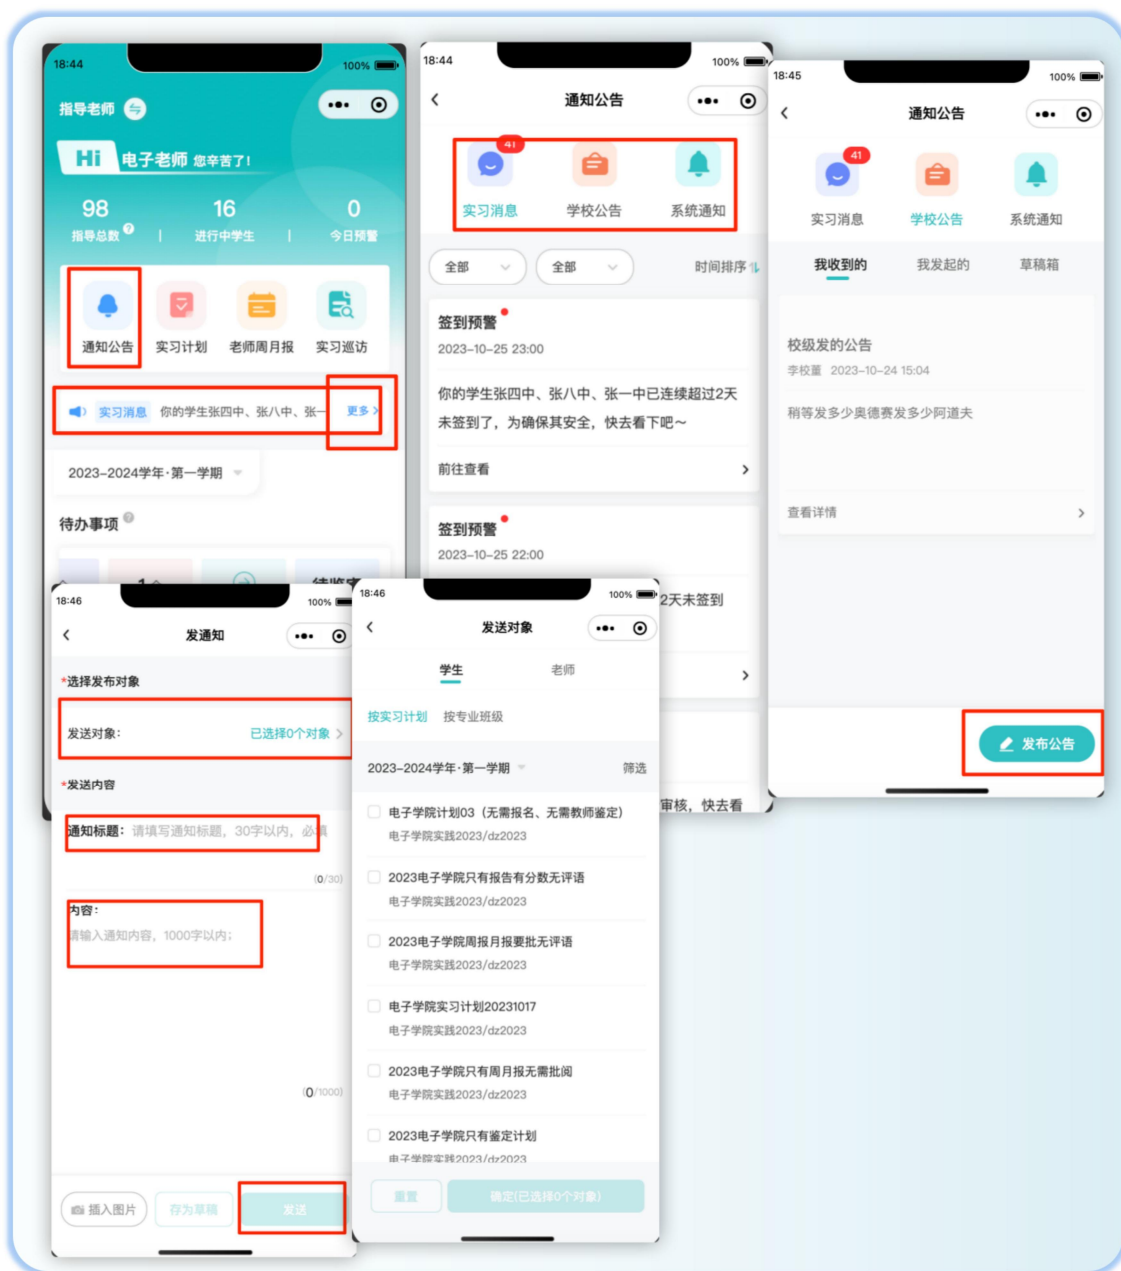 18:44
100%
指导老师
Hi 电子老师 您辛苦了!
98 16 0
指导总数 ? | 进行中学生 | 今日预警
通知公告 实习计划 老师周月报 实习巡访
实习消息 你的学生张四中、张八中、张一 更多 >
2023-2024学年·第一学期
待办事项 ?
18:44
100%
通知公告
41
实习消息 学校公告 系统通知
全部 全部 时间排序
签到预警
2023-10-25 23:00
你的学生张四中、张八中、张一中已连续超过2天
未签到了，为确保其安全，快去看下吧～
前往查看 >
签到预警
2023-10-25 22:00
2天未签到
审核，快去看
18:45
100%
通知公告
41
实习消息 学校公告 系统通知
我收到的 我发起的 草稿箱
校级发的公告
李校董 2023-10-24 15:04
稍等发多少奥德赛发多少阿道夫
查看详情 >
发布公告
18:46
100%
发通知
*选择发布对象
发送对象: 已选择0个对象 >
*发送内容
通知标题: 请填写通知标题，30字以内，必填
(0/30)
内容:
请输入通知内容，1000字以内;
(0/1000)
插入图片 存为草稿 发送
18:46
100%
发送对象
学生 老师
按实习计划 按专业班级
2023-2024学年·第一学期 筛选
电子学院计划03（无需报名、无需教师鉴定）
电子学院实践2023/dz2023
2023电子学院只有报告有分数无评语
电子学院实践2023/dz2023
2023电子学院周报月报要批无评语
电子学院实践2023/dz2023
电子学院实习计划20231017
电子学院实践2023/dz2023
2023电子学院只有周月报无需批阅
电子学院实践2023/dz2023
2023电子学院只有鉴定计划
电子学院实践2023/dz2023
重置 确定(已选择0个对象)